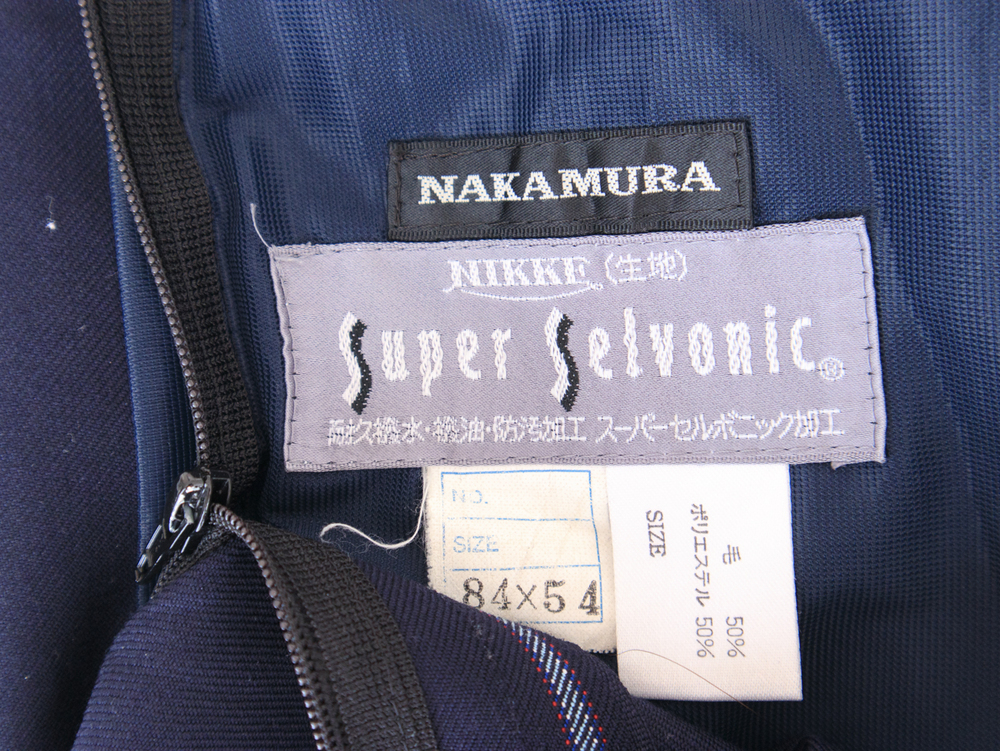 NAKAMURA
NIKKE (生地)
Super Selvonic®
耐久撥水・撥油・防汚加工 スーパーセルボニック加工
NO.
SIZE
84×54
毛 50%
ポリエステル 50%
SIZE